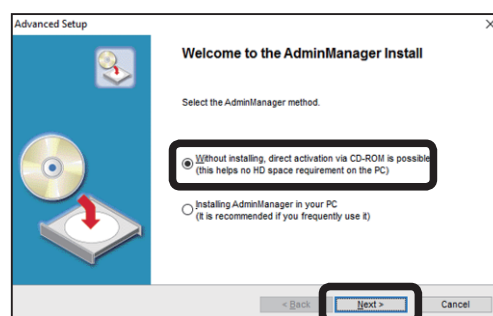 Advanced Setup
Welcome to the AdminManager Install
Select the AdminManager method.
Without installing, direct activation via CD-ROM is possible
(this helps no HD space requirement on the PC)
Installing AdminManager in your PC
(It is recommended if you frequently use it)
< Back
Next >
Cancel